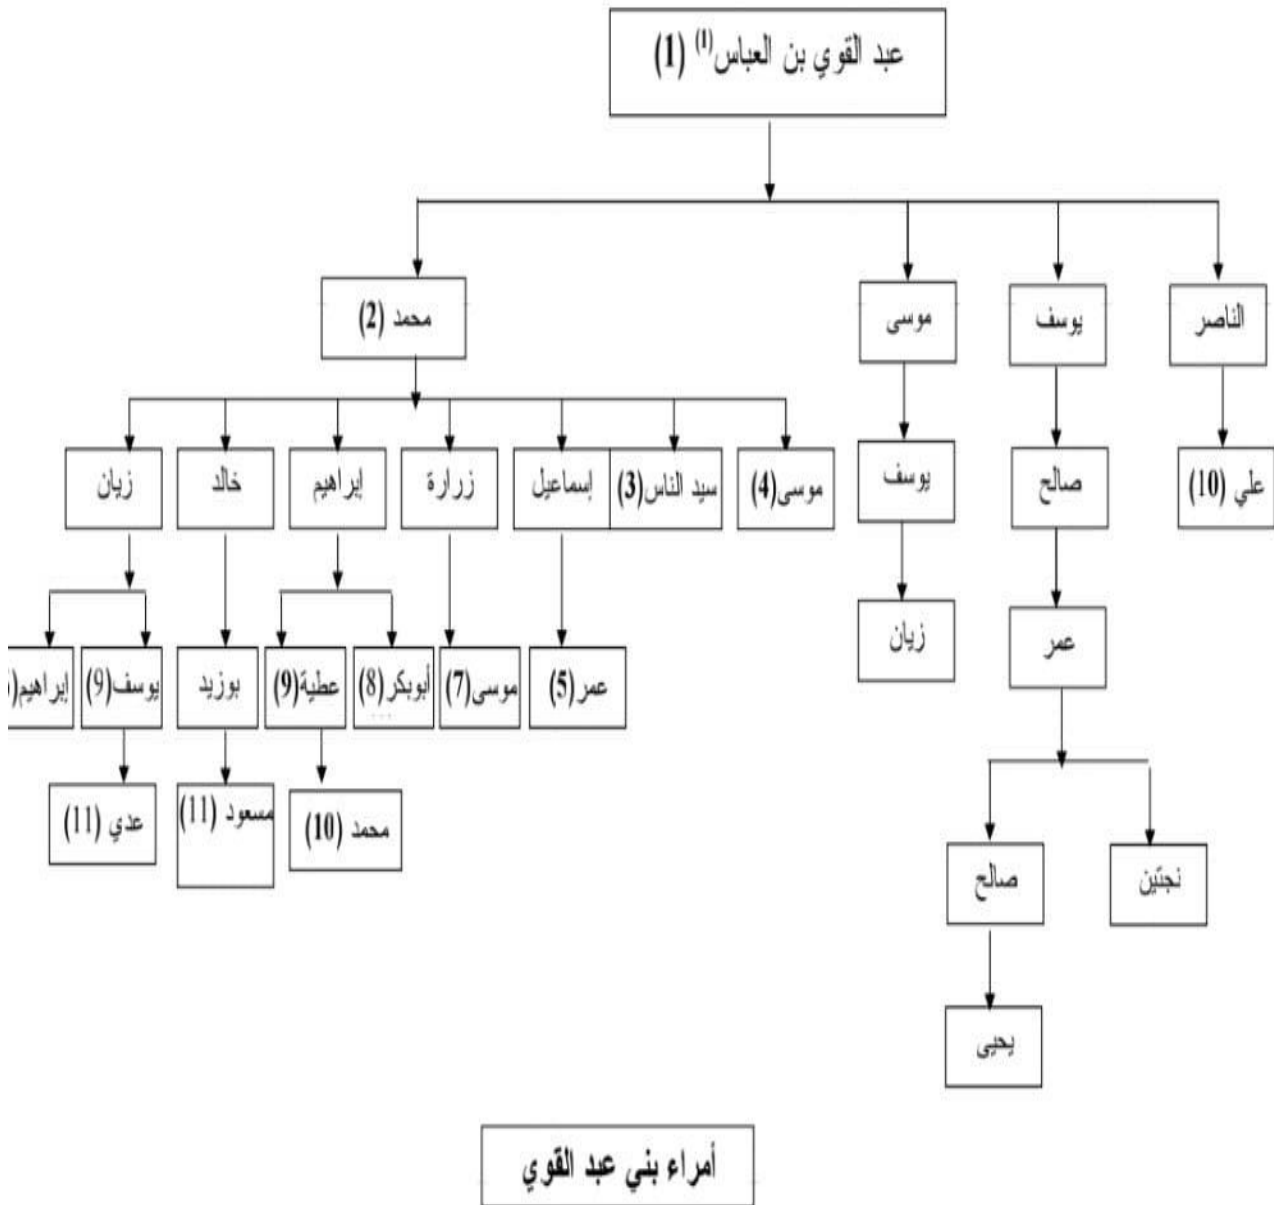 عبد القوي بن العباس(1) (1)
الناصر
يوسف
موسى
محمد (2)
علي (10)
صالح
يوسف
موسى(4)
سيد الناس(3)
إسماعيل
زرارة
إبراهيم
خالد
زيان
عمر
زيان
عمر(5)
موسى(7)
أبوبكر(8)
عطية(9)
بوزيد
يوسف(9)
إبراهيم(
محمد (10)
مسعود (11)
عدي (11)
نجتين
صالح
يحيى
أمراء بني عبد القوي